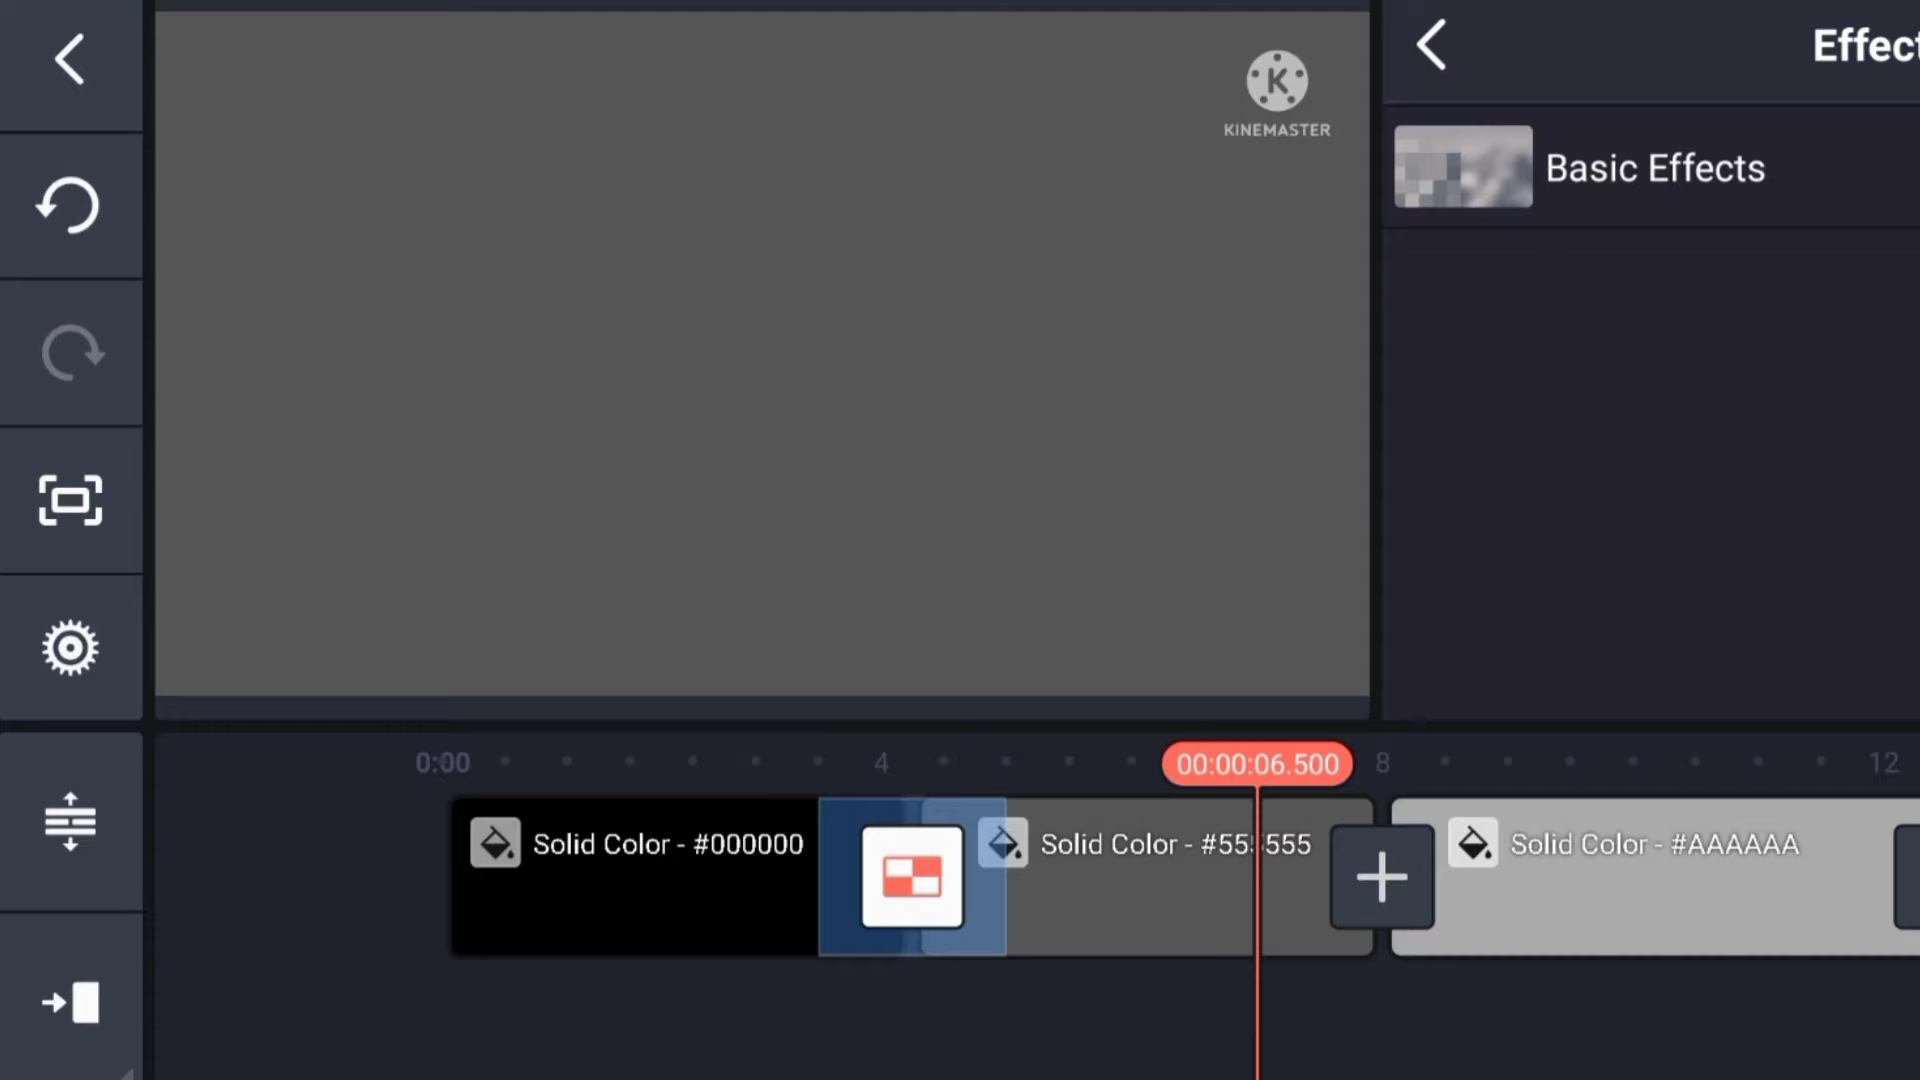 Effect
K
KINEMASTER
Basic Effects
0:00
4
00:00:06.500
8
12
Solid Color - #000000
Solid Color - #555555
Solid Color - #AAAAAA